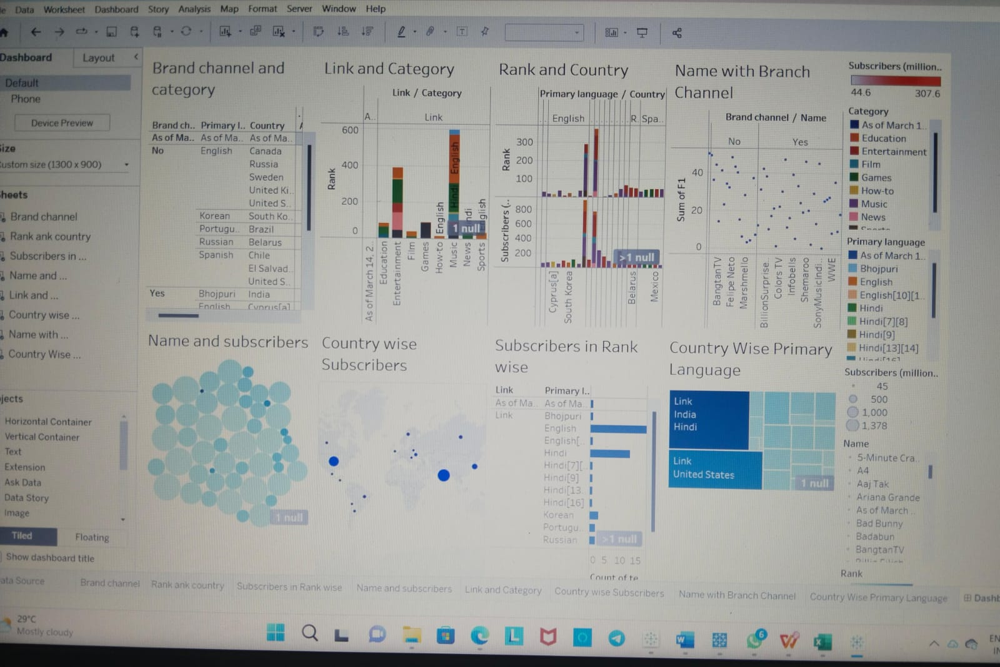 Data Worksheet Dashboard Story Analysis Map Format Server Window Help
Dashboard Layout
Default
Phone
Device Preview
Size
Custom size (1300 x 900)
Sheets
Brand channel
Rank ank country
Subscribers in ...
Name and ...
Link and ...
Country wise ...
Name with ...
Country Wise ...
Objects
Horizontal Container
Vertical Container
Text
Extension
Ask Data
Data Story
Image
Tiled Floating
Show dashboard title
Brand channel and
category
Brand ch.. Primary l.. Country
As of Ma.. As of Ma.. As of Ma..
No English Canada
Russia
Sweden
United Ki..
United S..
Korean South Ko..
Portugu.. Brazil
Russian Belarus
Spanish Chile
El Salvad..
United S..
Yes Bhojpuri India
English Cyprus[a]
Link and Category
Link / Category
A.. Link
Rank
600
400
200
0
English
Hindi
English
English
1 null
As of March 14, 2..
Education
Entertainment
Film
Games
How-to
Music
News
Sports
Rank and Country
Primary language / Country
English R. Spa..
Rank
300
200
100
Subscribers (..
800
600
400
200
>1 null
Cyprus[a]
South Korea
Belarus
Mexico
Name with Branch
Channel
Brand channel / Name
No Yes
Sum of F1
40
20
0
BangtanTV
Felipe Neto
Marshmello
BillionSurprise..
Colors TV
Infobells
Shemaroo
SonyMusicIndi..
WWE
Subscribers (million..
44.6 307.6
Category
As of March 1..
Education
Entertainment
Film
Games
How-to
Music
News
Sports
Primary language
As of March 1..
Bhojpuri
English
English[10][1..
Hindi
Hindi[7][8]
Hindi[9]
Hindi[13][14]
Hindi[16]
Subscribers (million..
45
500
1,000
1,378
Name
5-Minute Cra..
A4
Aaj Tak
Ariana Grande
As of March ..
Bad Bunny
Badabun
BangtanTV
Billie Eilish
Rank
Name and subscribers
1 null
Country wise
Subscribers
Subscribers in Rank
wise
Link Primary l..
As of Ma.. As of Ma..
Link Bhojpuri
English
English[..
Hindi
Hindi[7][..
Hindi[9]
Hindi[13..
Hindi[16]
Korean
Portugu..
Russian
>1 null
0 5 10 15
Count of te
Country Wise Primary
Language
Link
India
Hindi
Link
United States
1 null
Data Source Brand channel Rank ank country Subscribers in Rank wise Name and subscribers Link and Category Country wise Subscribers Name with Branch Channel Country Wise Primary Language Dashb
29°C
Mostly cloudy
6
EN
IN